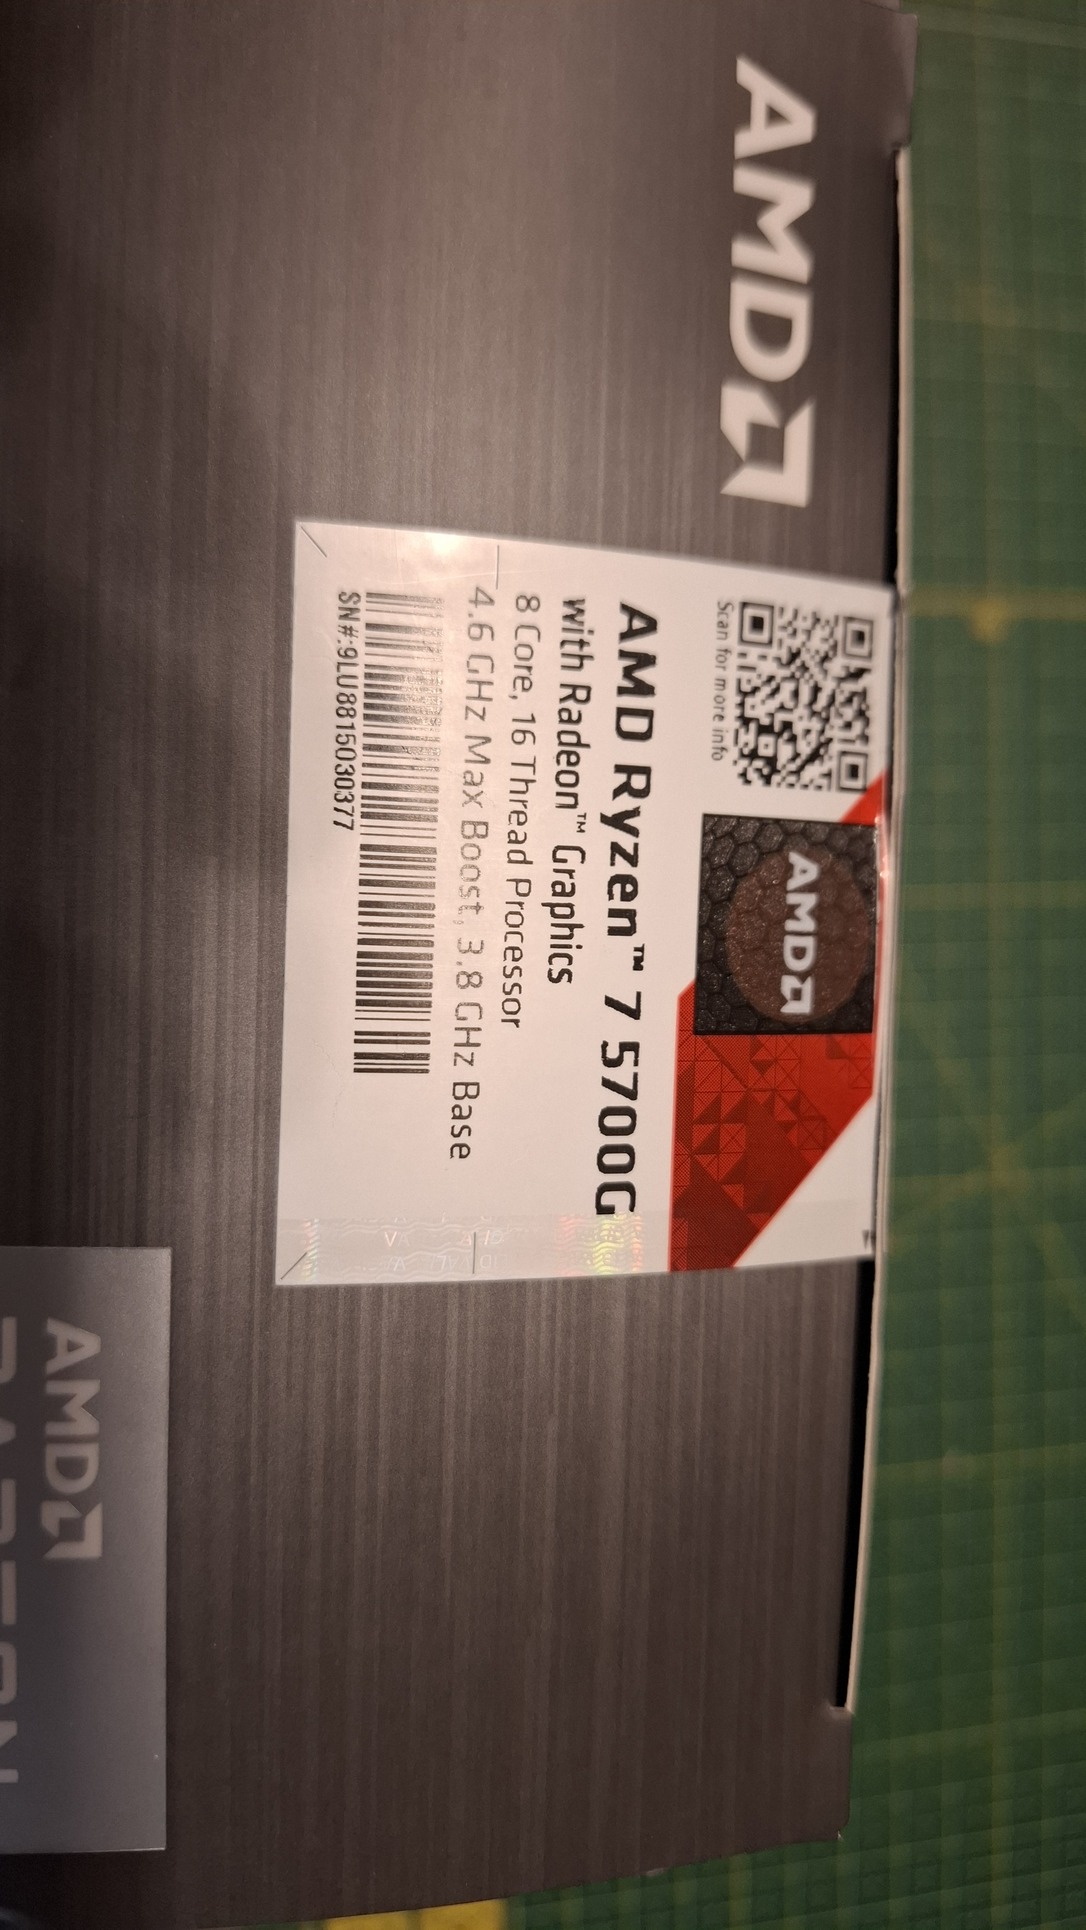 AMD
Scan for more info
AMD
AMD Ryzen™ 7 5700G
with Radeon™ Graphics
8 Core, 16 Thread Processor
4.6 GHz Max Boost, 3.8 GHz Base
SN#:9LU8815030377
AMD
RADEON